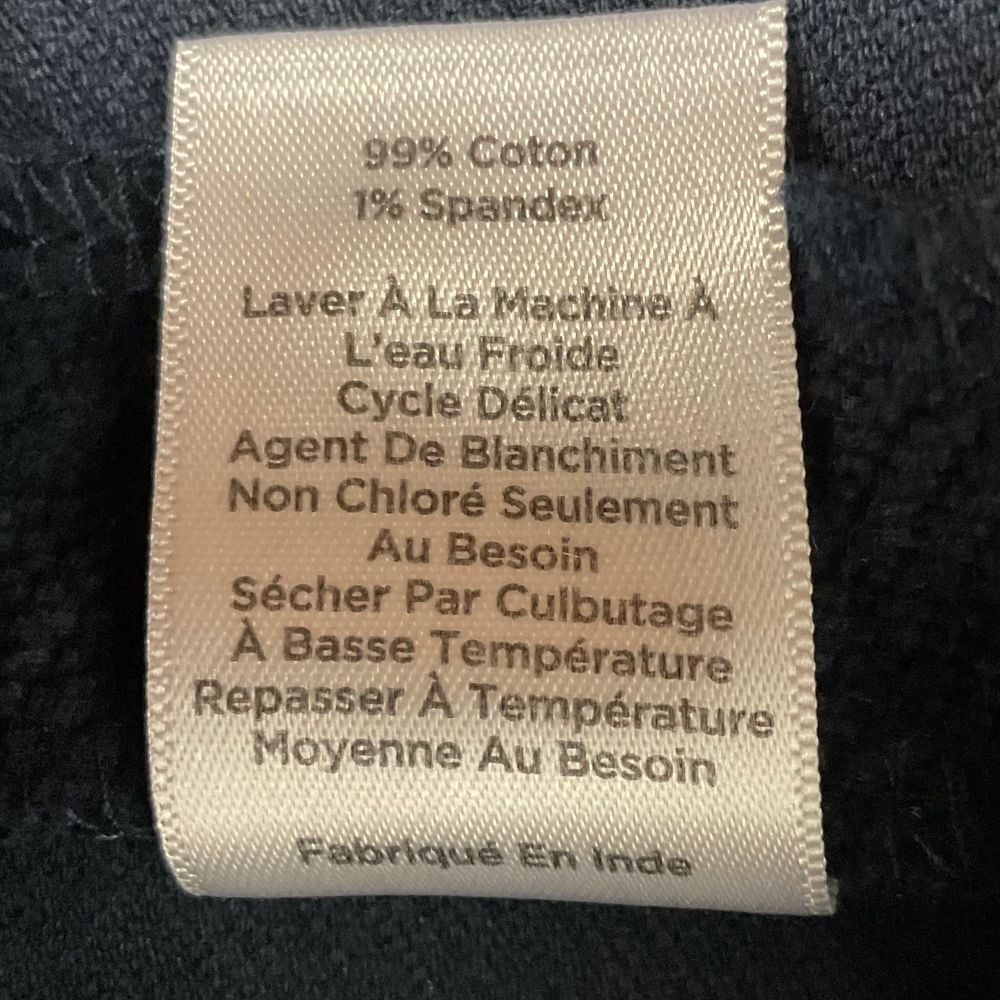 99% Coton
1% Spandex
Laver À La Machine À
L'eau Froide
Cycle Délicat
Agent De Blanchiment
Non Chloré Seulement
Au Besoin
Sécher Par Culbutage
À Basse Température
Repasser À Température
Moyenne Au Besoin
Fabriqué En Inde